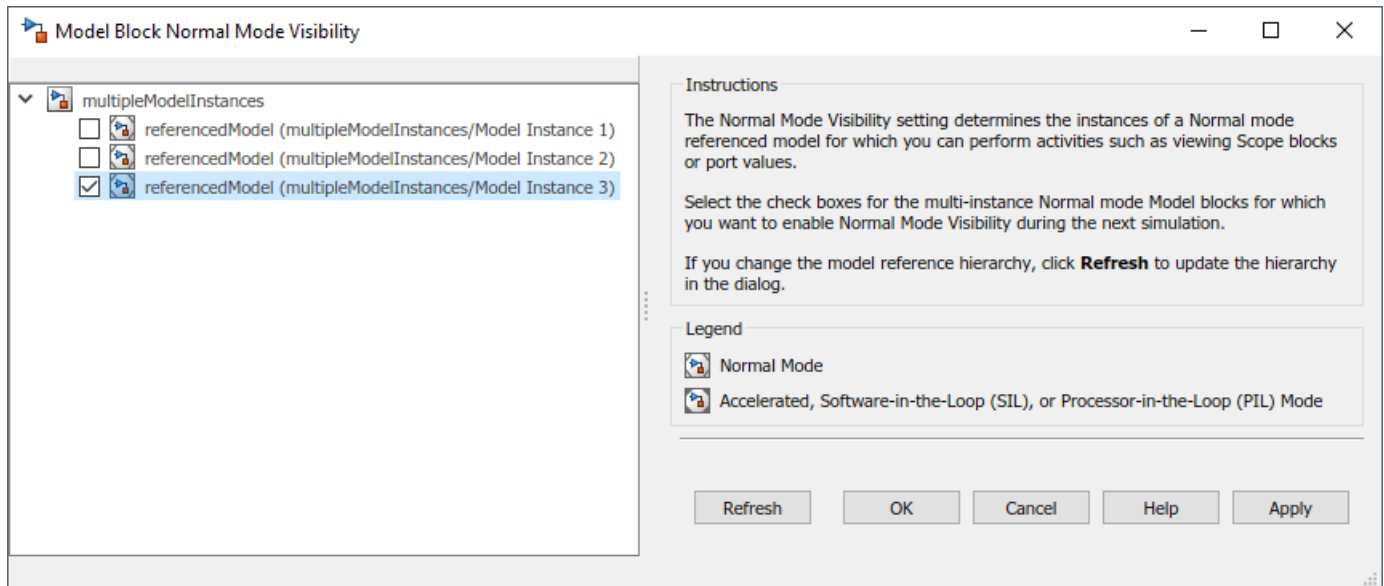 Model Block Normal Mode Visibility
multipleModelInstances
referencedModel (multipleModelInstances/Model Instance 1)
referencedModel (multipleModelInstances/Model Instance 2)
referencedModel (multipleModelInstances/Model Instance 3)
Instructions
The Normal Mode Visibility setting determines the instances of a Normal mode
referenced model for which you can perform activities such as viewing Scope blocks
or port values.
Select the check boxes for the multi-instance Normal mode Model blocks for which
you want to enable Normal Mode Visibility during the next simulation.
If you change the model reference hierarchy, click Refresh to update the hierarchy
in the dialog.
Legend
Normal Mode
Accelerated, Software-in-the-Loop (SIL), or Processor-in-the-Loop (PIL) Mode
Refresh OK Cancel Help Apply